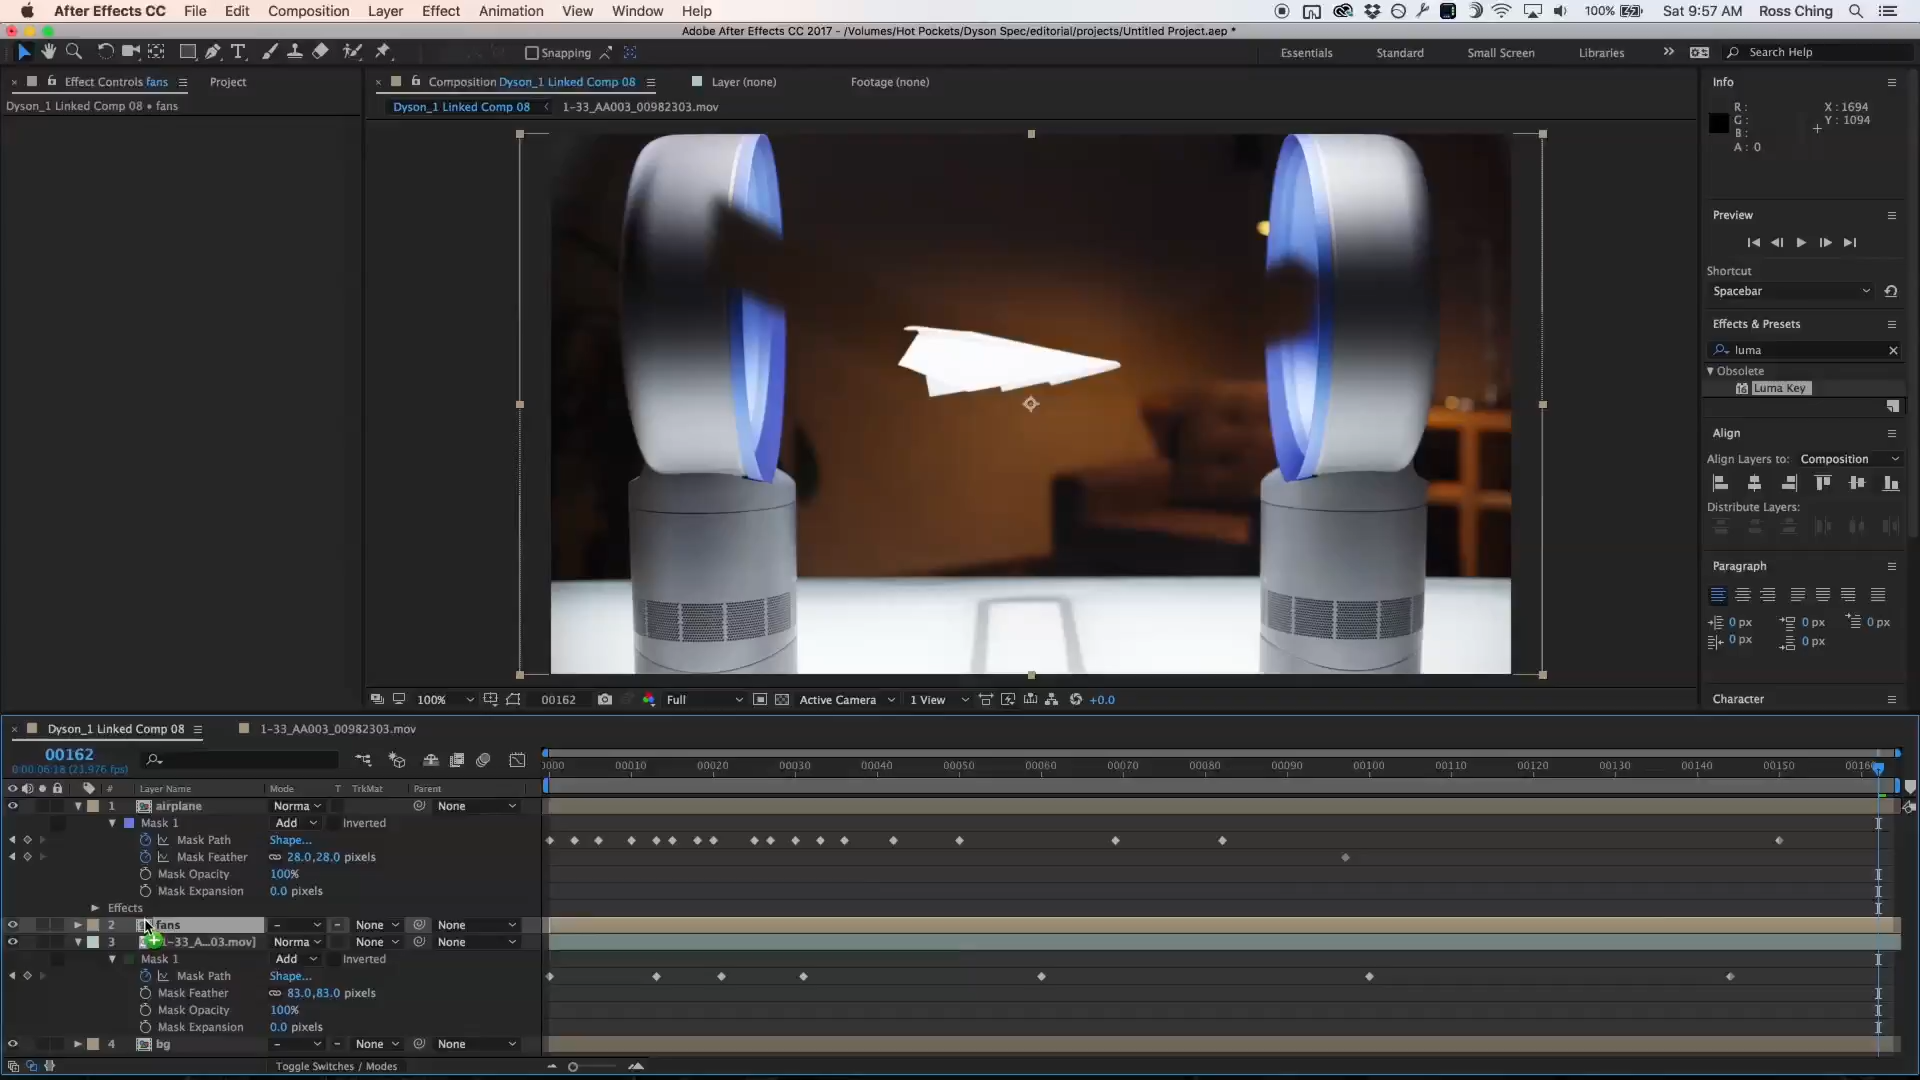 After Effects CC File Edit Composition Layer Effect Animation View Window Help 100% Sat 9:57 AM Ross Ching
Adobe After Effects CC 2017 - /Volumes/Hot Pockets/Dyson Spec/editorial/projects/Untitled Project.aep *
Snapping Essentials Standard Small Screen Libraries Search Help
Effect Controls fans Project Composition Dyson_1 Linked Comp 08 Layer (none) Footage (none) Info
Dyson_1 Linked Comp 08 • fans Dyson_1 Linked Comp 08 1-33_AA003_00982303.mov
R: X: 1694
G: Y: 1094
B:
A: 0
Preview
Shortcut
Spacebar
Effects & Presets
luma
Obsolete
Luma Key
Align
Align Layers to: Composition
Distribute Layers:
Paragraph
0 px 0 px 0 px
0 px 0 px
Character
100% 00162 Full Active Camera 1 View +0.0
Dyson_1 Linked Comp 08 1-33_AA003_00982303.mov
00162
0:00:06:18 (23.976 fps)
0000 00010 00020 00030 00040 00050 00060 00070 00080 00090 00100 00110 00120 00130 00140 00150 0016
# Layer Name Mode T TrkMat Parent
1 airplane Norma None
Mask 1 Add Inverted
Mask Path Shape...
Mask Feather 28.0,28.0 pixels
Mask Opacity 100%
Mask Expansion 0.0 pixels
Effects
2 fans - - None None
3 1-33_A...03.mov] Norma None None
Mask 1 Add Inverted
Mask Path Shape...
Mask Feather 83.0,83.0 pixels
Mask Opacity 100%
Mask Expansion 0.0 pixels
4 bg - - None None
Toggle Switches / Modes